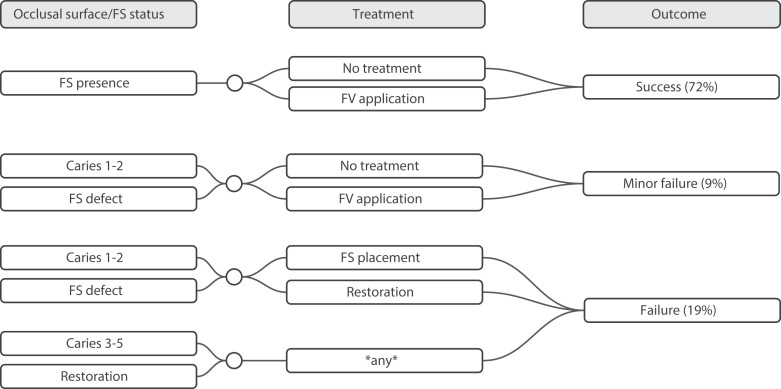 Occlusal surface/FS status
Treatment
Outcome
FS presence
No treatment
FV application
Success (72%)
Caries 1-2
FS defect
No treatment
FV application
Minor failure (9%)
Caries 1-2
FS defect
FS placement
Restoration
Failure (19%)
Caries 3-5
Restoration
*any*